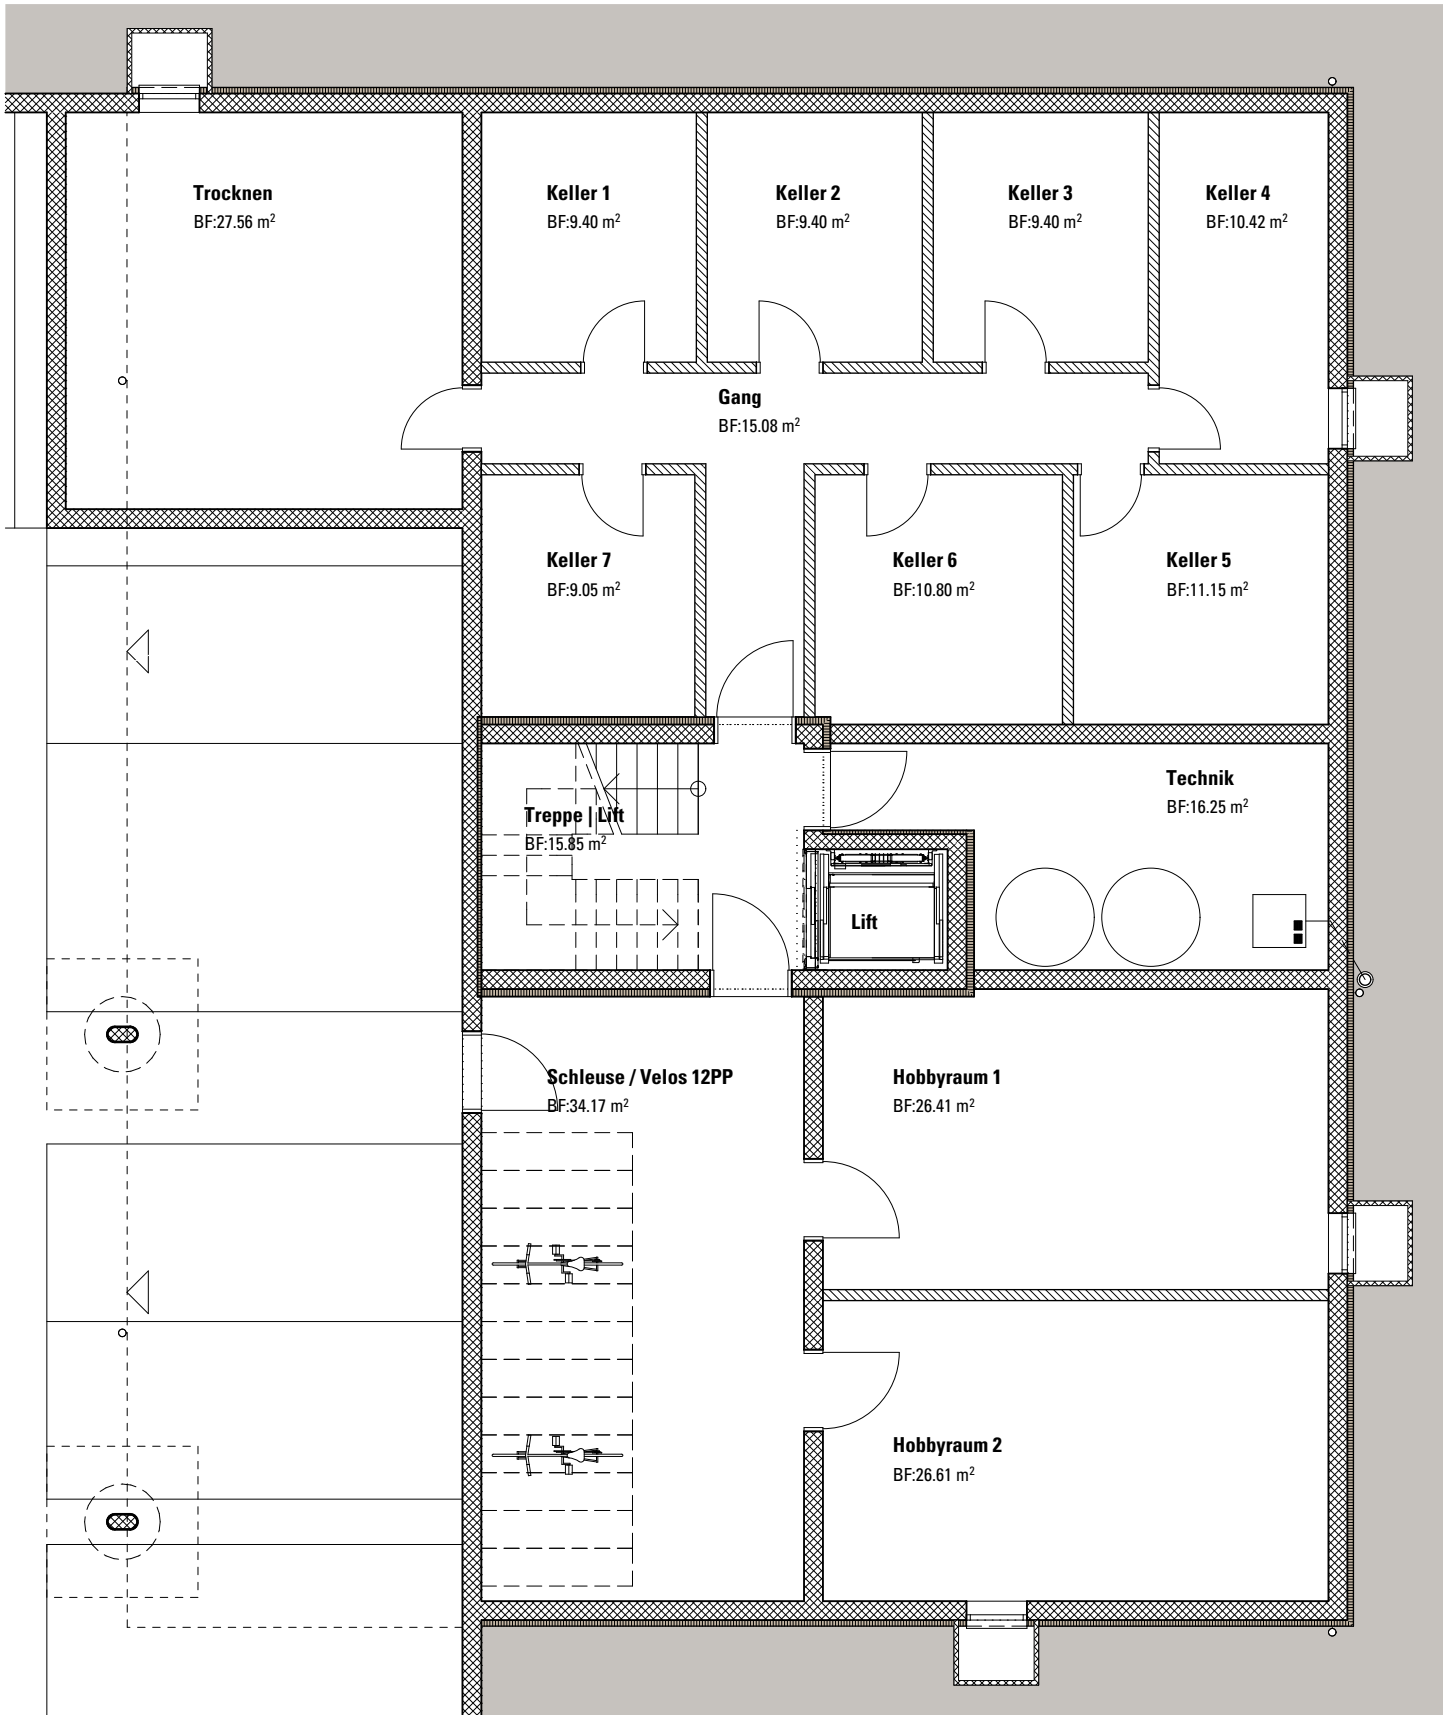 Trocknen
BF:27.56 m²
Keller 1
BF:9.40 m²
Keller 2
BF:9.40 m²
Keller 3
BF:9.40 m²
Keller 4
BF:10.42 m²
Gang
BF:15.08 m²
Keller 7
BF:9.05 m²
Keller 6
BF:10.80 m²
Keller 5
BF:11.15 m²
Treppe | Lift
BF:15.85 m²
Technik
BF:16.25 m²
Lift
Schleuse / Velos 12PP
BF:34.17 m²
Hobbyraum 1
BF:26.41 m²
Hobbyraum 2
BF:26.61 m²